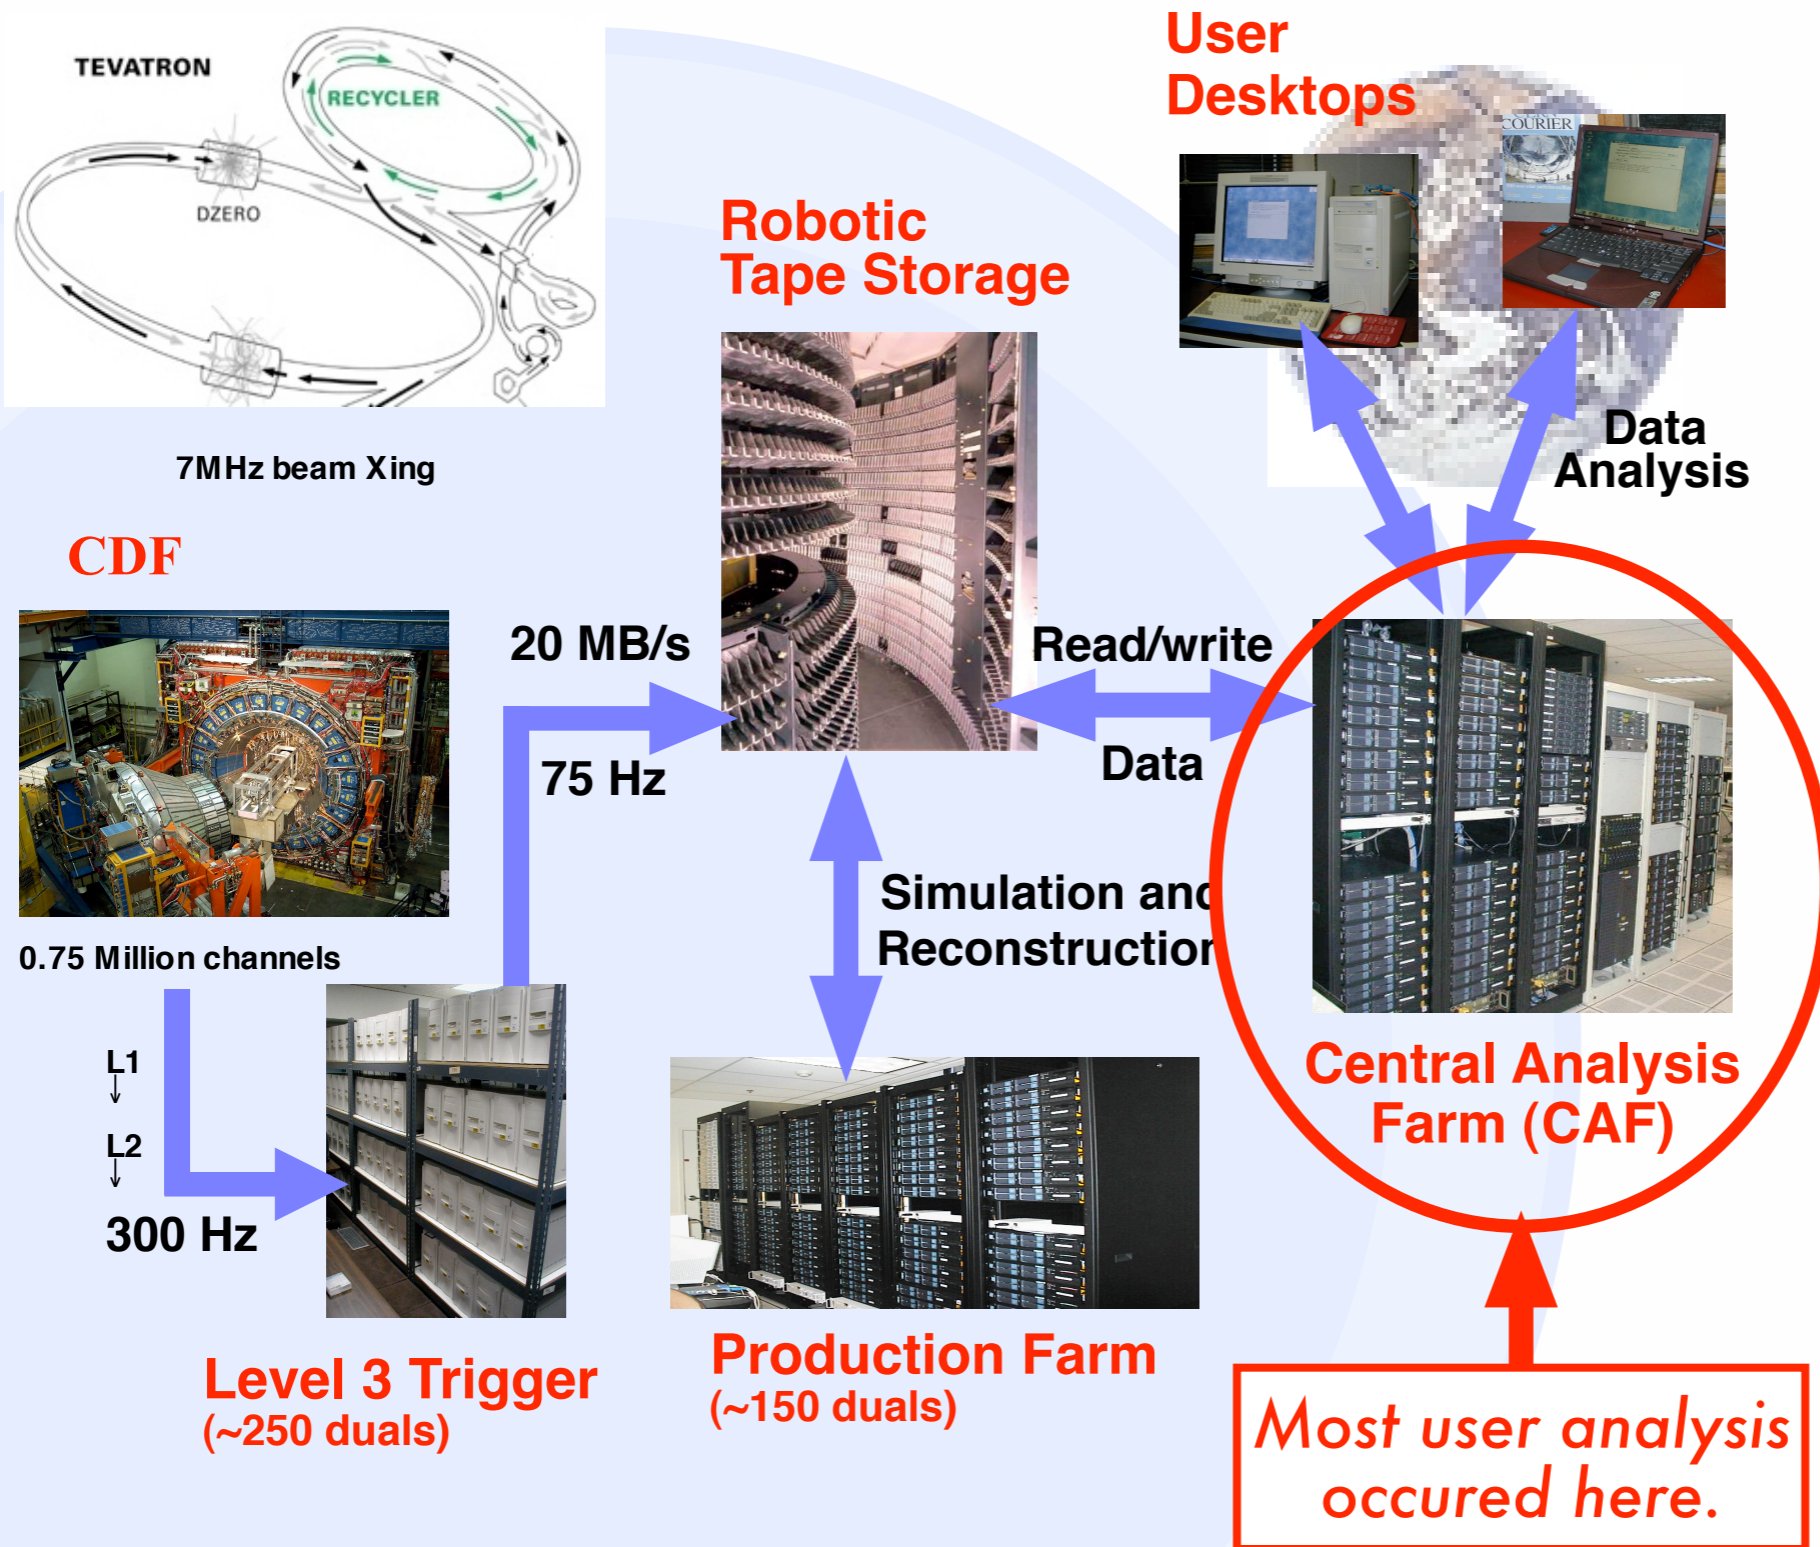 TEVATRON
RECYCLER
DZERO
7MHz beam Xing
CDF
0.75 Million channels
L1
L2
300 Hz
Level 3 Trigger
(~250 duals)
20 MB/s
75 Hz
Robotic
Tape Storage
Simulation and
Reconstruction
Production Farm
(~150 duals)
Read/write
Data
User
Desktops
COURIER
Data
Analysis
Central Analysis
Farm (CAF)
Most user analysis
occured here.